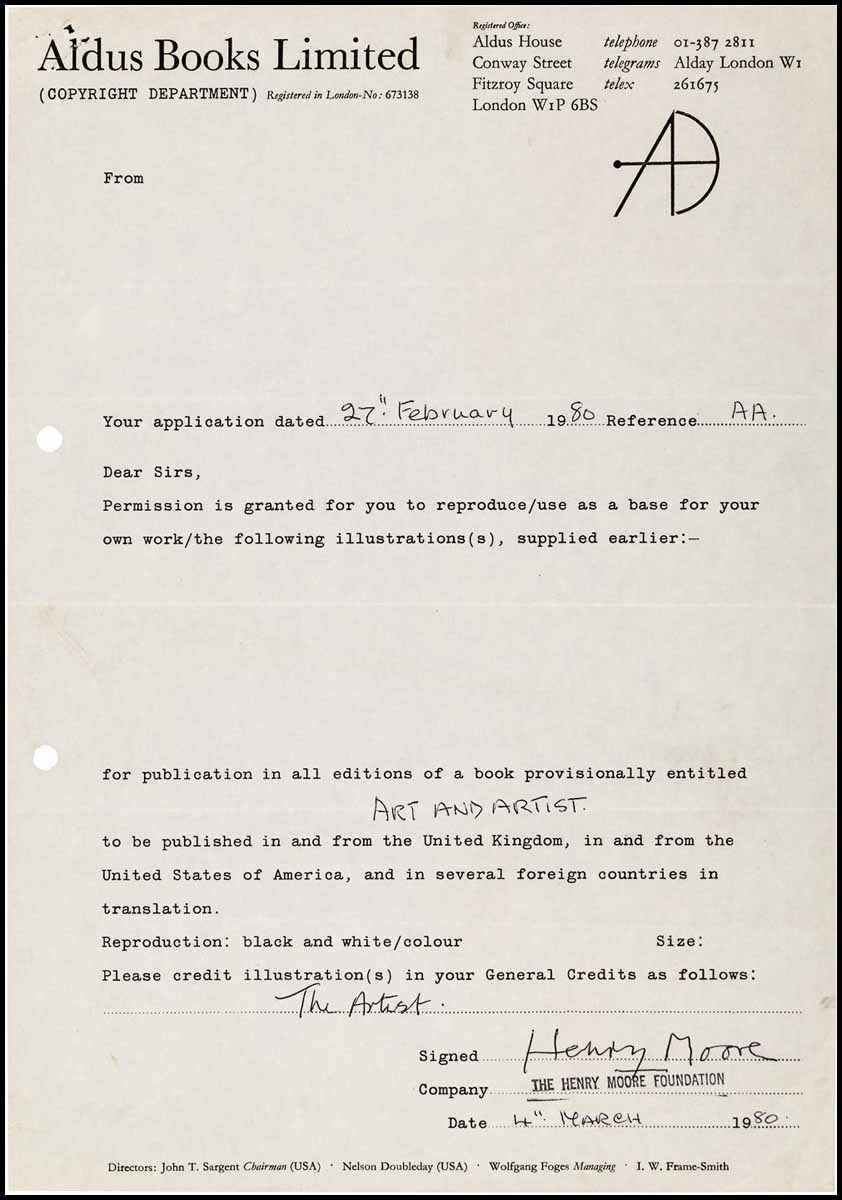 Aldus Books Limited
(COPYRIGHT DEPARTMENT) Registered in London-No: 673138
Registered Office:
Aldus House telephone 01-387 2811
Conway Street telegrams Alday London W1
Fitzroy Square telex 261675
London W1P 6BS
AD
From
Your application dated 27th February 1980 Reference AA.
Dear Sirs,
Permission is granted for you to reproduce/use as a base for your
own work/the following illustrations(s), supplied earlier:—
for publication in all editions of a book provisionally entitled
ART AND ARTIST.
to be published in and from the United Kingdom, in and from the
United States of America, and in several foreign countries in
translation.
Reproduction: black and white/colour Size:
Please credit illustration(s) in your General Credits as follows:
The Artist.
Signed Henry Moore
Company THE HENRY MOORE FOUNDATION
Date 4" MARCH 1980.
Directors: John T. Sargent Chairman (USA) · Nelson Doubleday (USA) · Wolfgang Foges Managing · I. W. Frame-Smith